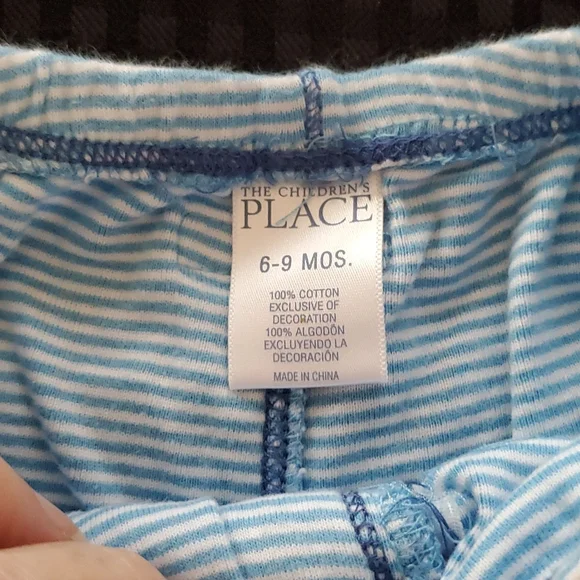 THE CHILDREN'S
PLACE
6-9 MOS.
100% COTTON
EXCLUSIVE OF
DECORATION
100% ALGODÓN
EXCLUYENDO LA
DECORACIÓN
MADE IN CHINA